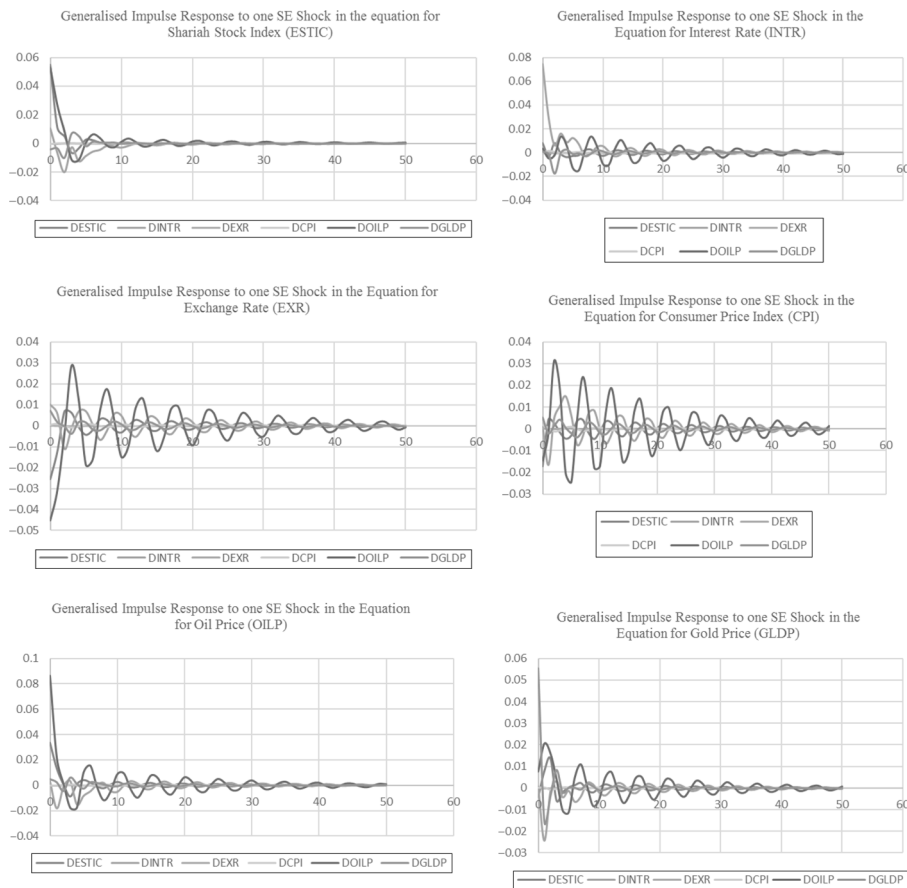 Generalised Impulse Response to one SE Shock in the equation for
Shariah Stock Index (ESTIC)
0.06
0.04
0.02
0
−0.02
−0.04
0 10 20 30 40 50 60
DESTIC DINTR DEXR DCPI DOILP DGLDP
Generalised Impulse Response to one SE Shock in the
Equation for Interest Rate (INTR)
0.08
0.06
0.04
0.02
0
−0.02
−0.04
0 10 20 30 40 50 60
DESTIC DINTR DEXR
DCPI DOILP DGLDP
Generalised Impulse Response to one SE Shock in the Equation for
Exchange Rate (EXR)
0.04
0.03
0.02
0.01
0
−0.01
−0.02
−0.03
−0.04
−0.05
0 10 20 30 40 50 60
DESTIC DINTR DEXR DCPI DOILP DGLDP
Generalised Impulse Response to one SE Shock in the
Equation for Consumer Price Index (CPI)
0.04
0.03
0.02
0.01
0
−0.01
−0.02
−0.03
0 10 20 30 40 50 60
DESTIC DINTR DEXR
DCPI DOILP DGLDP
Generalised Impulse Response to one SE Shock in the Equation
for Oil Price (OILP)
0.1
0.08
0.06
0.04
0.02
0
−0.02
−0.04
0 10 20 30 40 50 60
DESTIC DINTR DEXR DCPI DOILP DGLDP
Generalised Impulse Response to one SE Shock in the
Equation for Gold Price (GLDP)
0.06
0.05
0.04
0.03
0.02
0.01
0
−0.01
−0.02
−0.03
0 10 20 30 40 50 60
DESTIC DINTR DEXR DCPI DOILP DGLDP